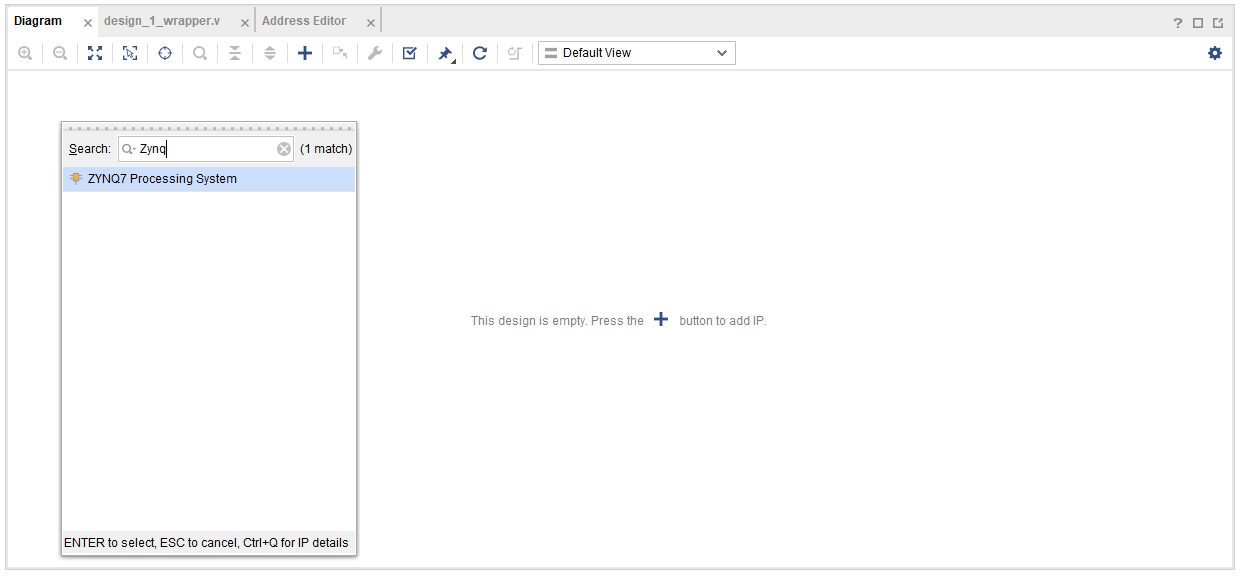 Diagram design_1_wrapper.v Address Editor
Default View
Search: Zynq (1 match)
ZYNQ7 Processing System
This design is empty. Press the button to add IP.
ENTER to select, ESC to cancel, Ctrl+Q for IP details